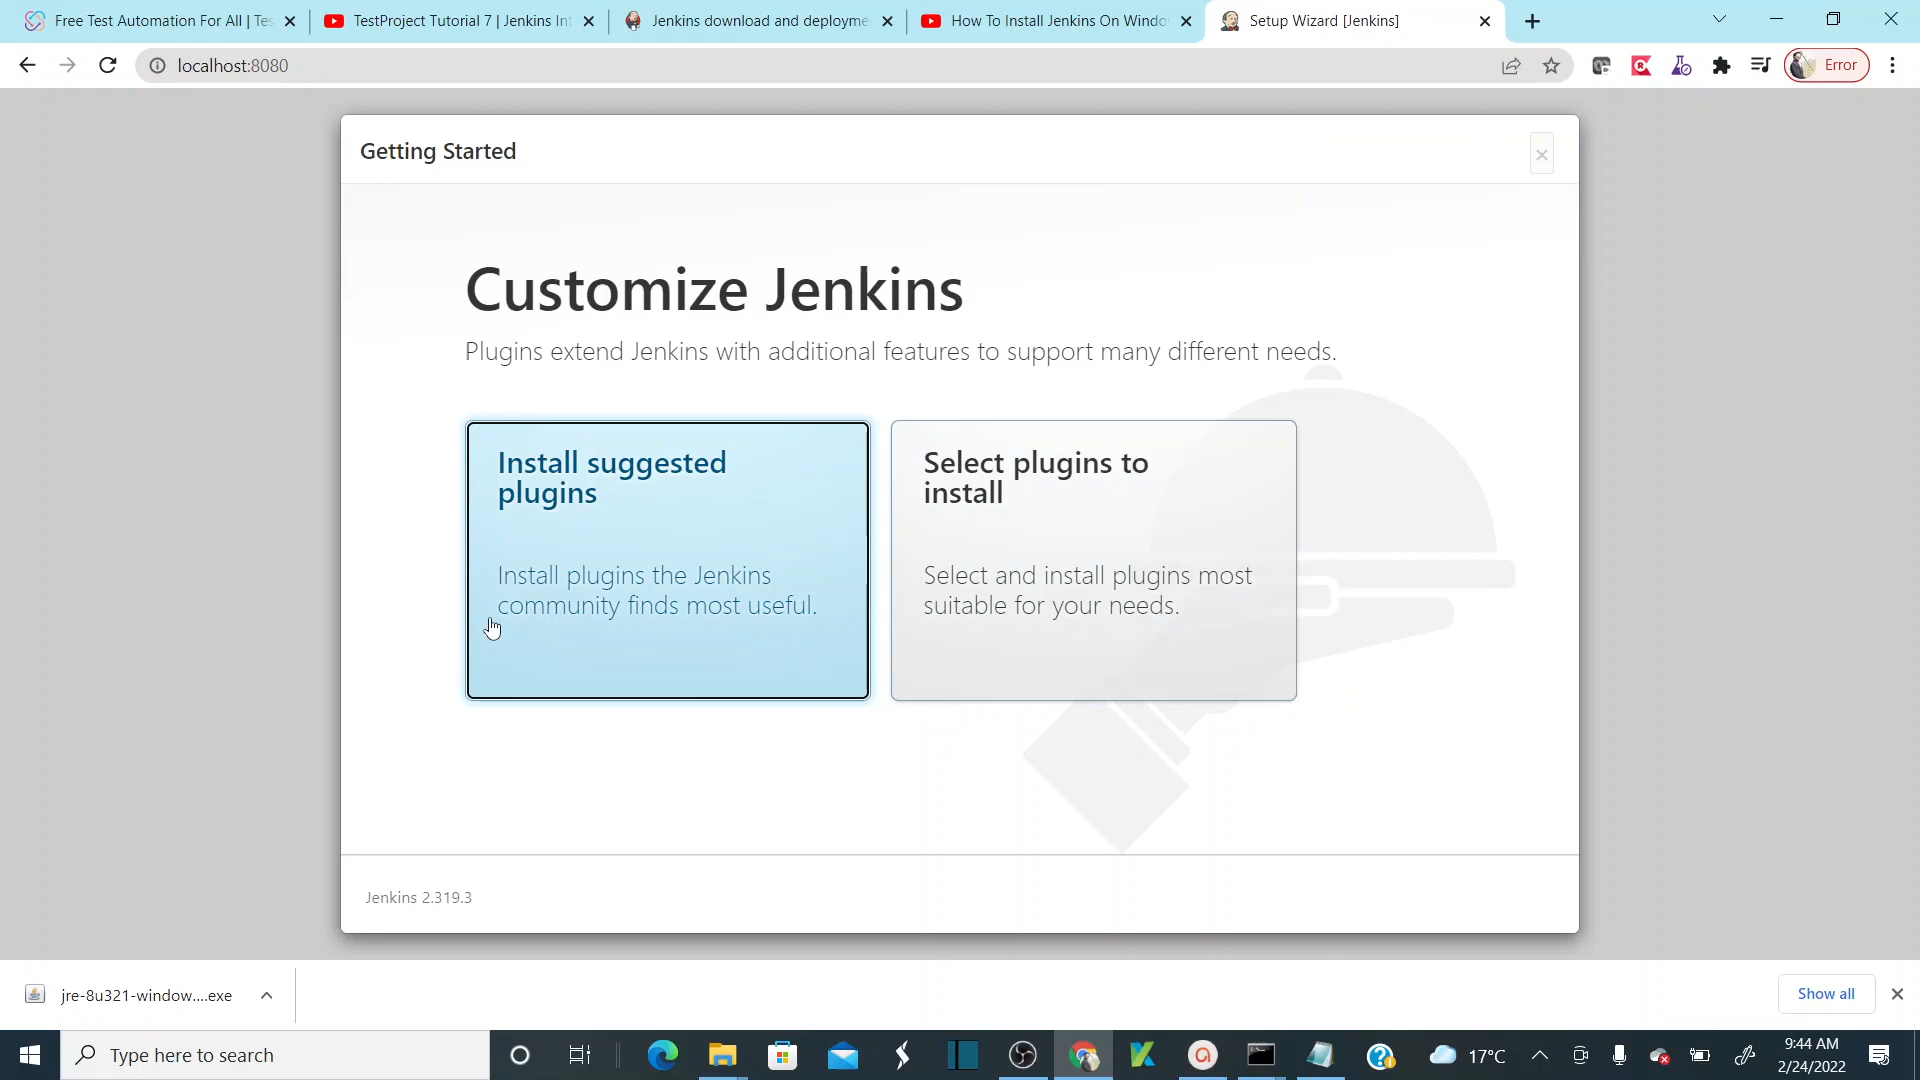 Free Test Automation For All | Tes
TestProject Tutorial 7 | Jenkins Int
Jenkins download and deployme
How To Install Jenkins On Windo
Setup Wizard [Jenkins]
localhost:8080
Error
Getting Started
Customize Jenkins
Plugins extend Jenkins with additional features to support many different needs.
Install suggested
plugins
Install plugins the Jenkins
community finds most useful.
Select plugins to
install
Select and install plugins most
suitable for your needs.
Jenkins 2.319.3
jre-8u321-window....exe
Show all
Type here to search
17°C
9:44 AM
2/24/2022